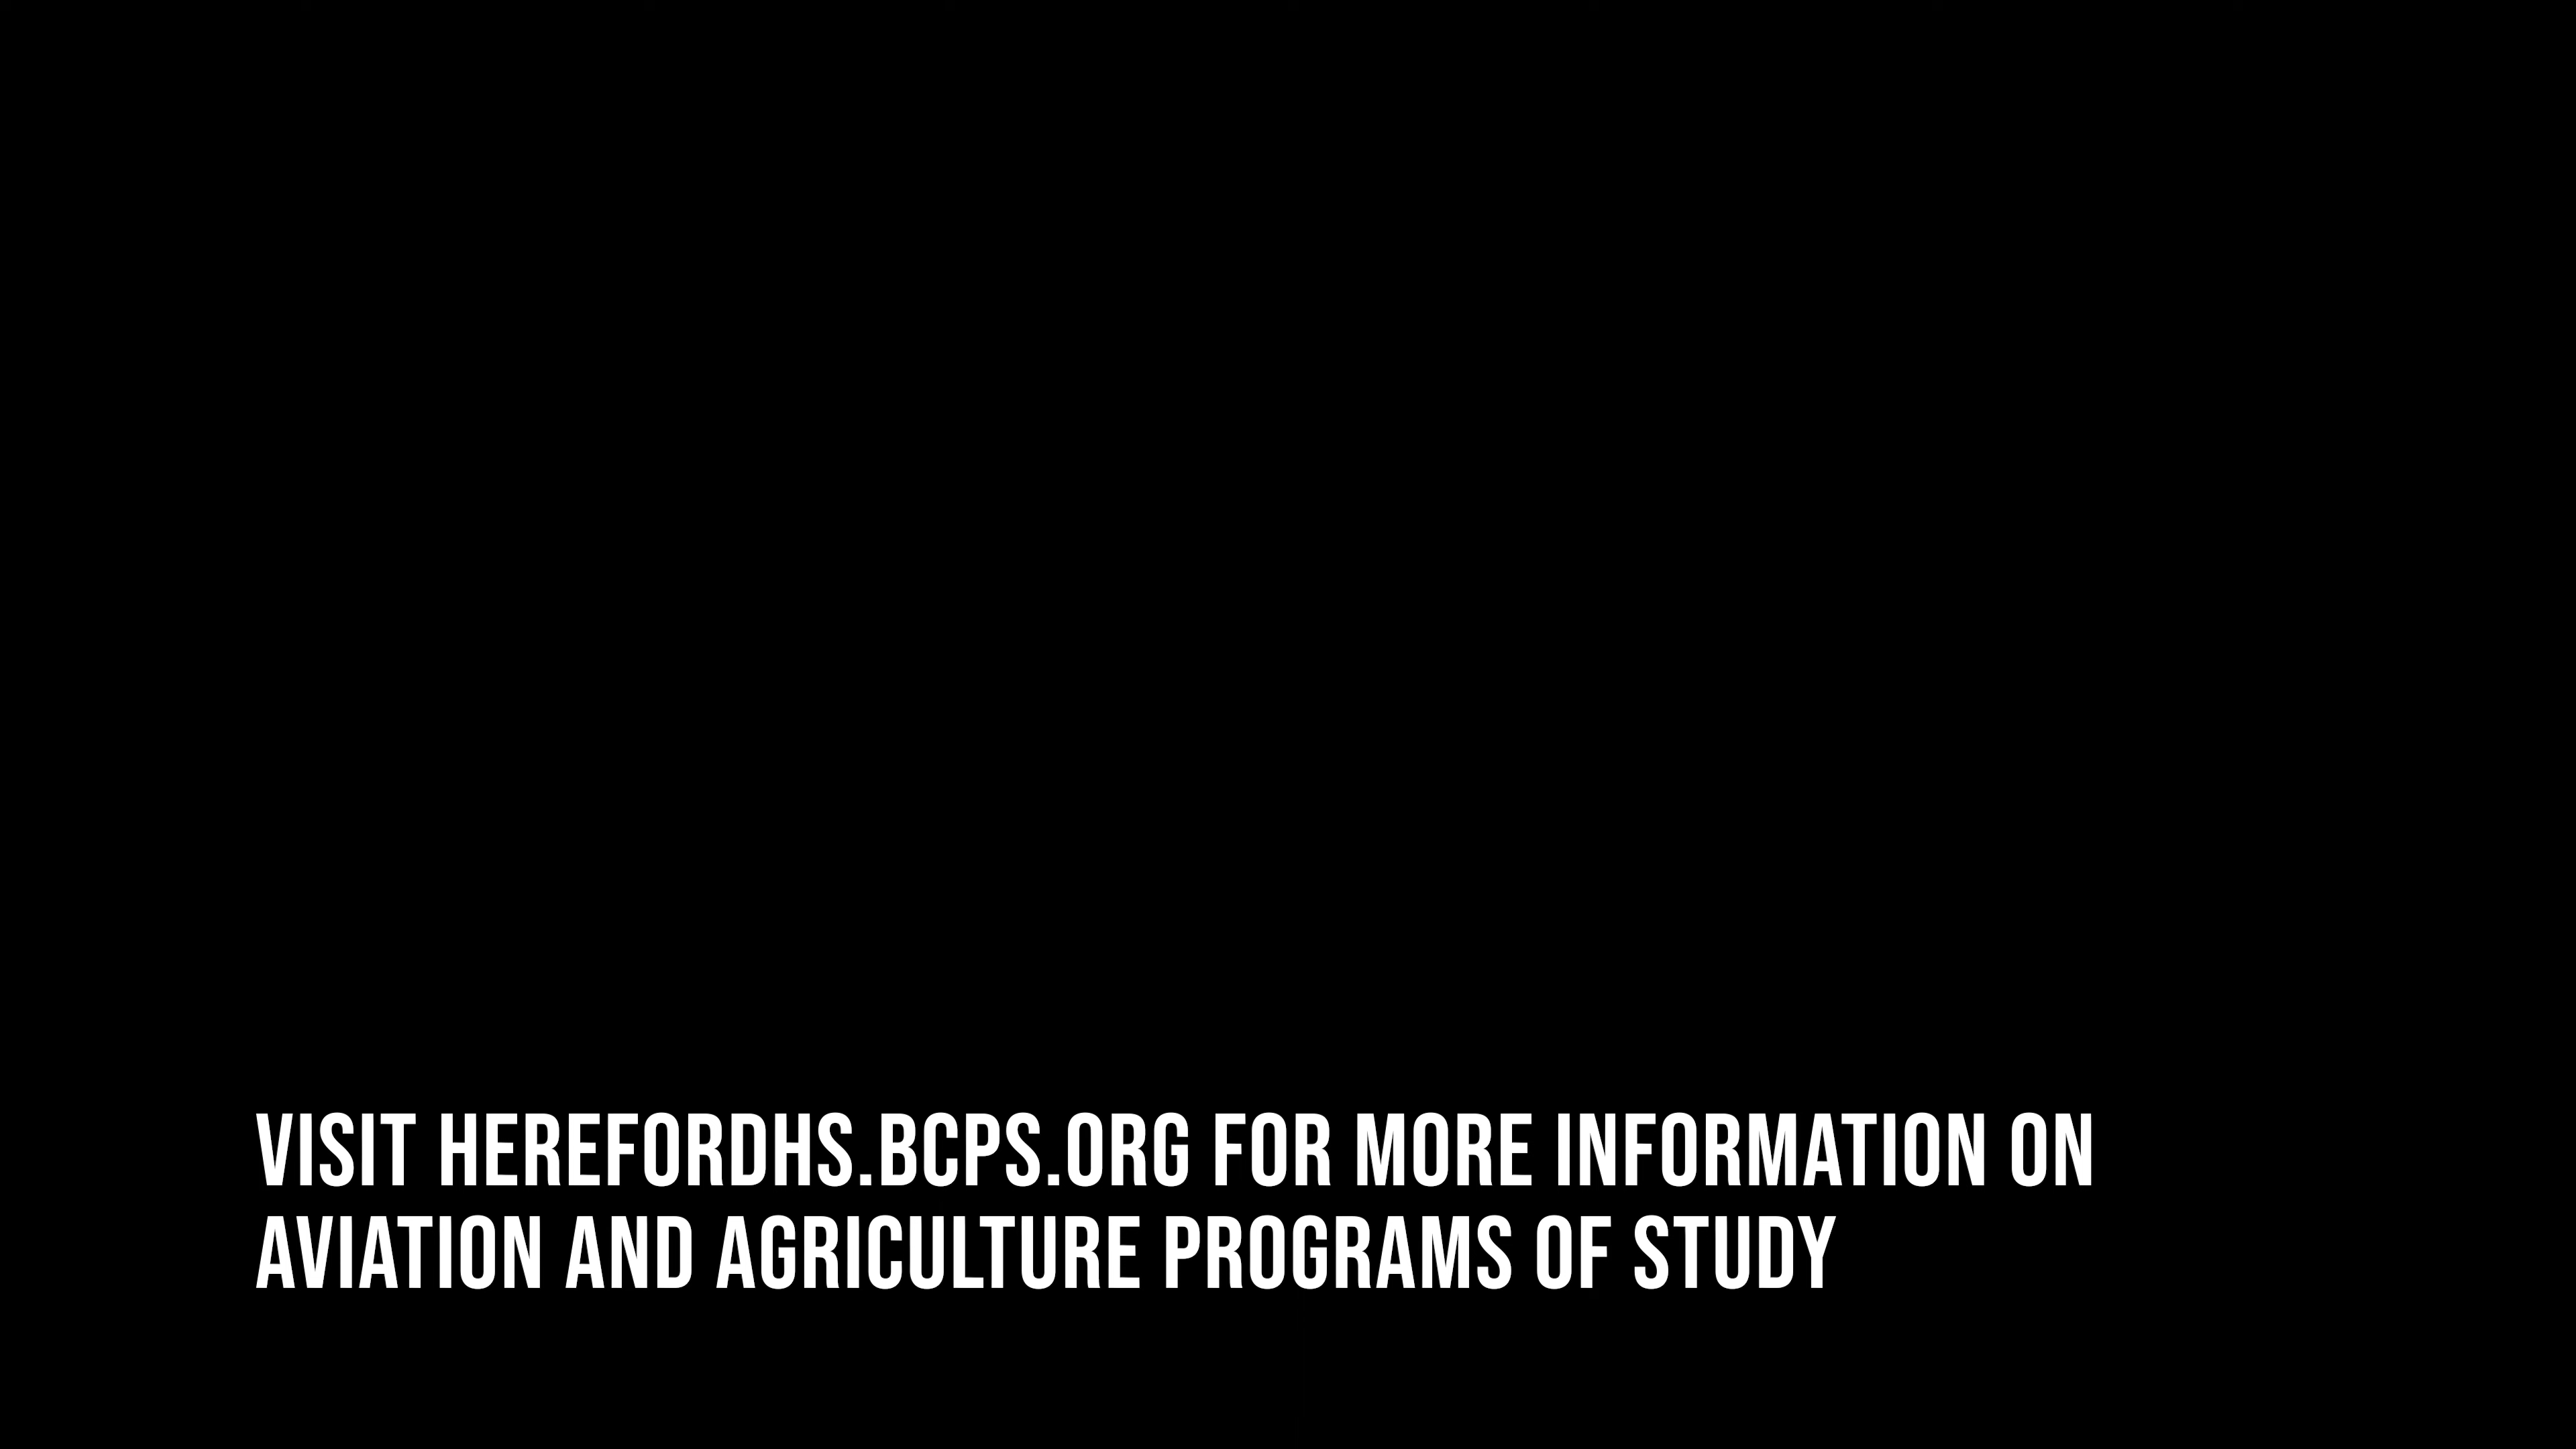 VISIT HEREFORDHS.BCPS.ORG FOR MORE INFORMATION ON
AVIATION AND AGRICULTURE PROGRAMS OF STUDY